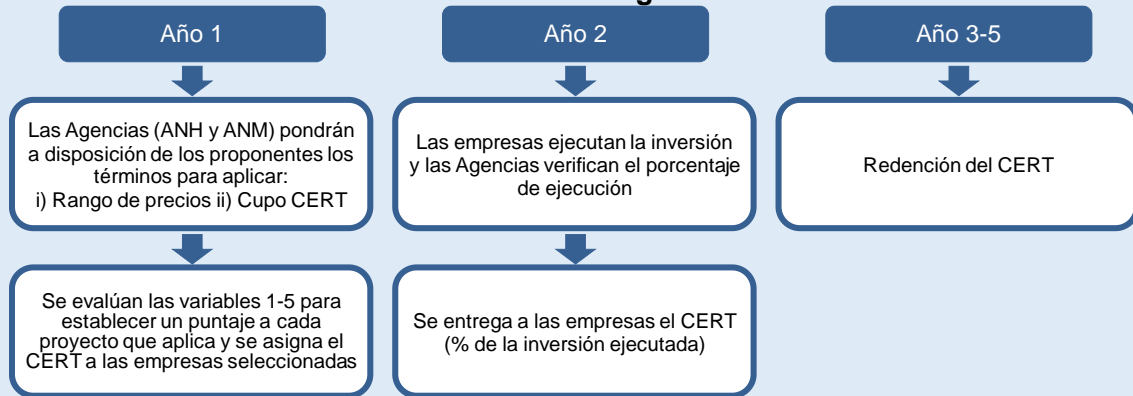 Año 1
Las Agencias (ANH y ANM) pondrán
a disposición de los proponentes los
términos para aplicar:
i) Rango de precios ii) Cupo CERT
Se evalúan las variables 1-5 para
establecer un puntaje a cada
proyecto que aplica y se asigna el
CERT a las empresas seleccionadas
Año 2
Las empresas ejecutan la inversión
y las Agencias verifican el porcentaje
de ejecución
Se entrega a las empresas el CERT
(% de la inversión ejecutada)
Año 3-5
Redención del CERT